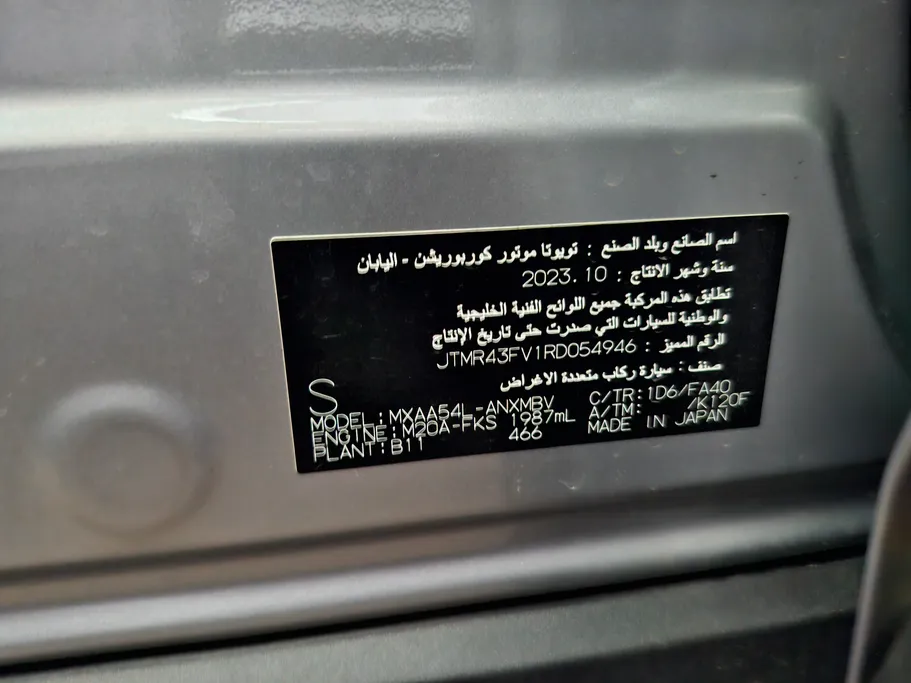 اسم الصانع وبلد الصنع : تويوتا موتور كوربوريشن - اليابان
سنة وشهر الانتاج : 2023.10
تطابق هذه المركبة جميع اللوائح الفنية الخليجية
والوطنية للسيارات التي صدرت حتى تاريخ الإنتاج
الرقم المميز : JTMR43FV1RD054946
صنف : سيارة ركاب متعددة الاغراض
S
MODEL:MXAA54L-ANXMBV C/TR:1D6/FA40
ENGINE:M20A-FKS 1987mL A/TM: /K120F
PLANT:B11 466 MADE IN JAPAN